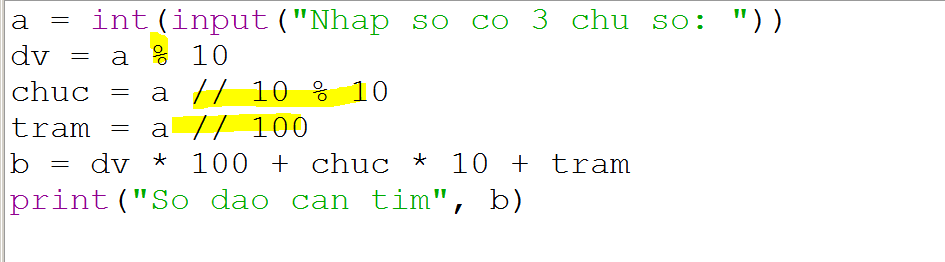 a = int(input("Nhap so co 3 chu so: "))
dv = a % 10
chuc = a // 10 % 10
tram = a // 100
b = dv * 100 + chuc * 10 + tram
print("So dao can tim", b)